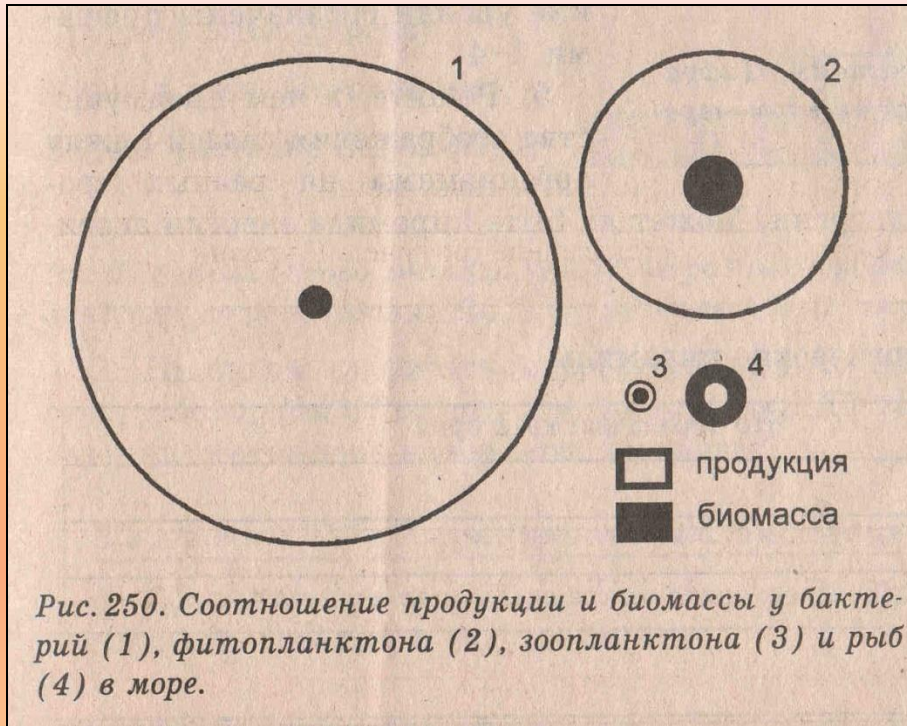 1
2
3
4
продукция
биомасса
Рис. 250. Соотношение продукции и биомассы у бакте-
рий (1), фитопланктона (2), зоопланктона (3) и рыб
(4) в море.